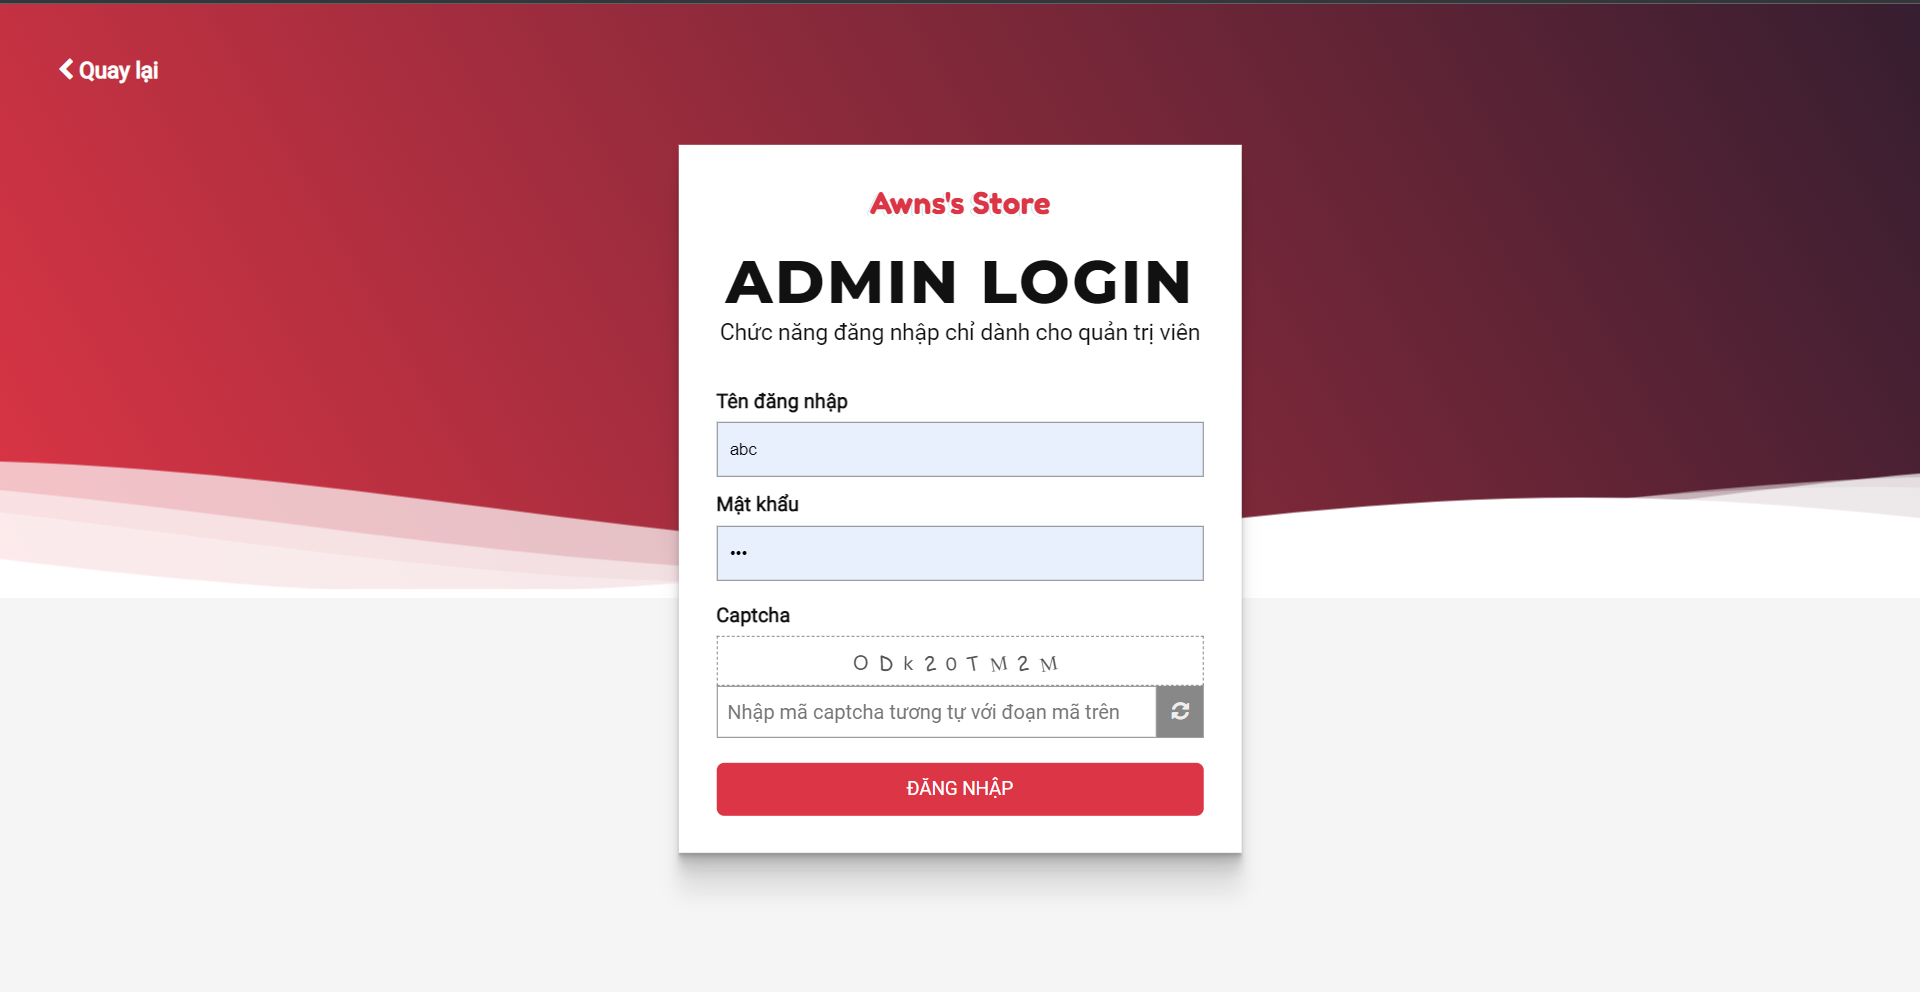 Quay lại
Awns's Store
ADMIN LOGIN
Chức năng đăng nhập chỉ dành cho quản trị viên
Tên đăng nhập
abc
Mật khẩu
•••
Captcha
O D k 2 0 T M 2 M
Nhập mã captcha tương tự với đoạn mã trên
ĐĂNG NHẬP